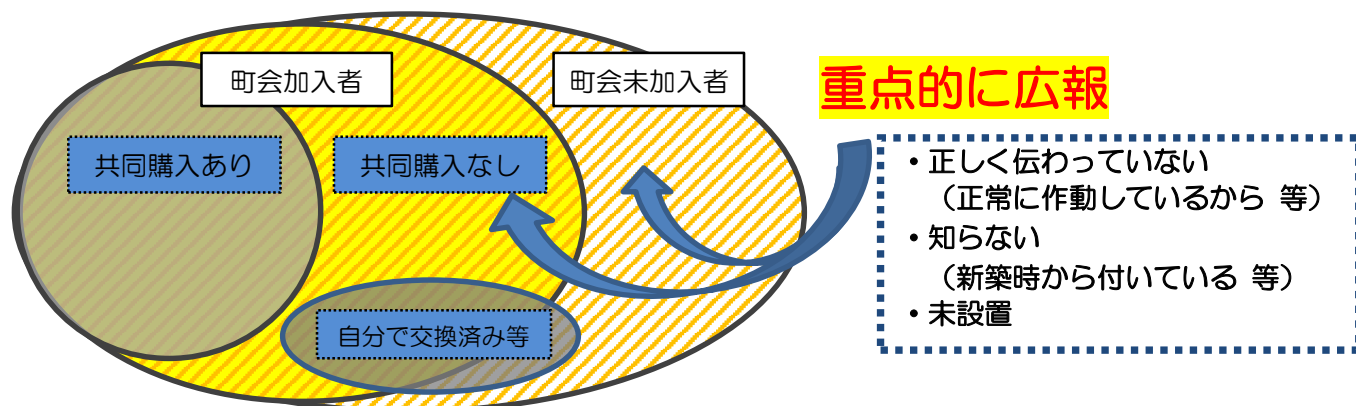 町会加入者
町会未加入者
重点的に広報
共同購入あり
共同購入なし
・正しく伝わっていない
（正常に作動しているから 等）
・知らない
（新築時から付いている 等）
・未設置
自分で交換済み等